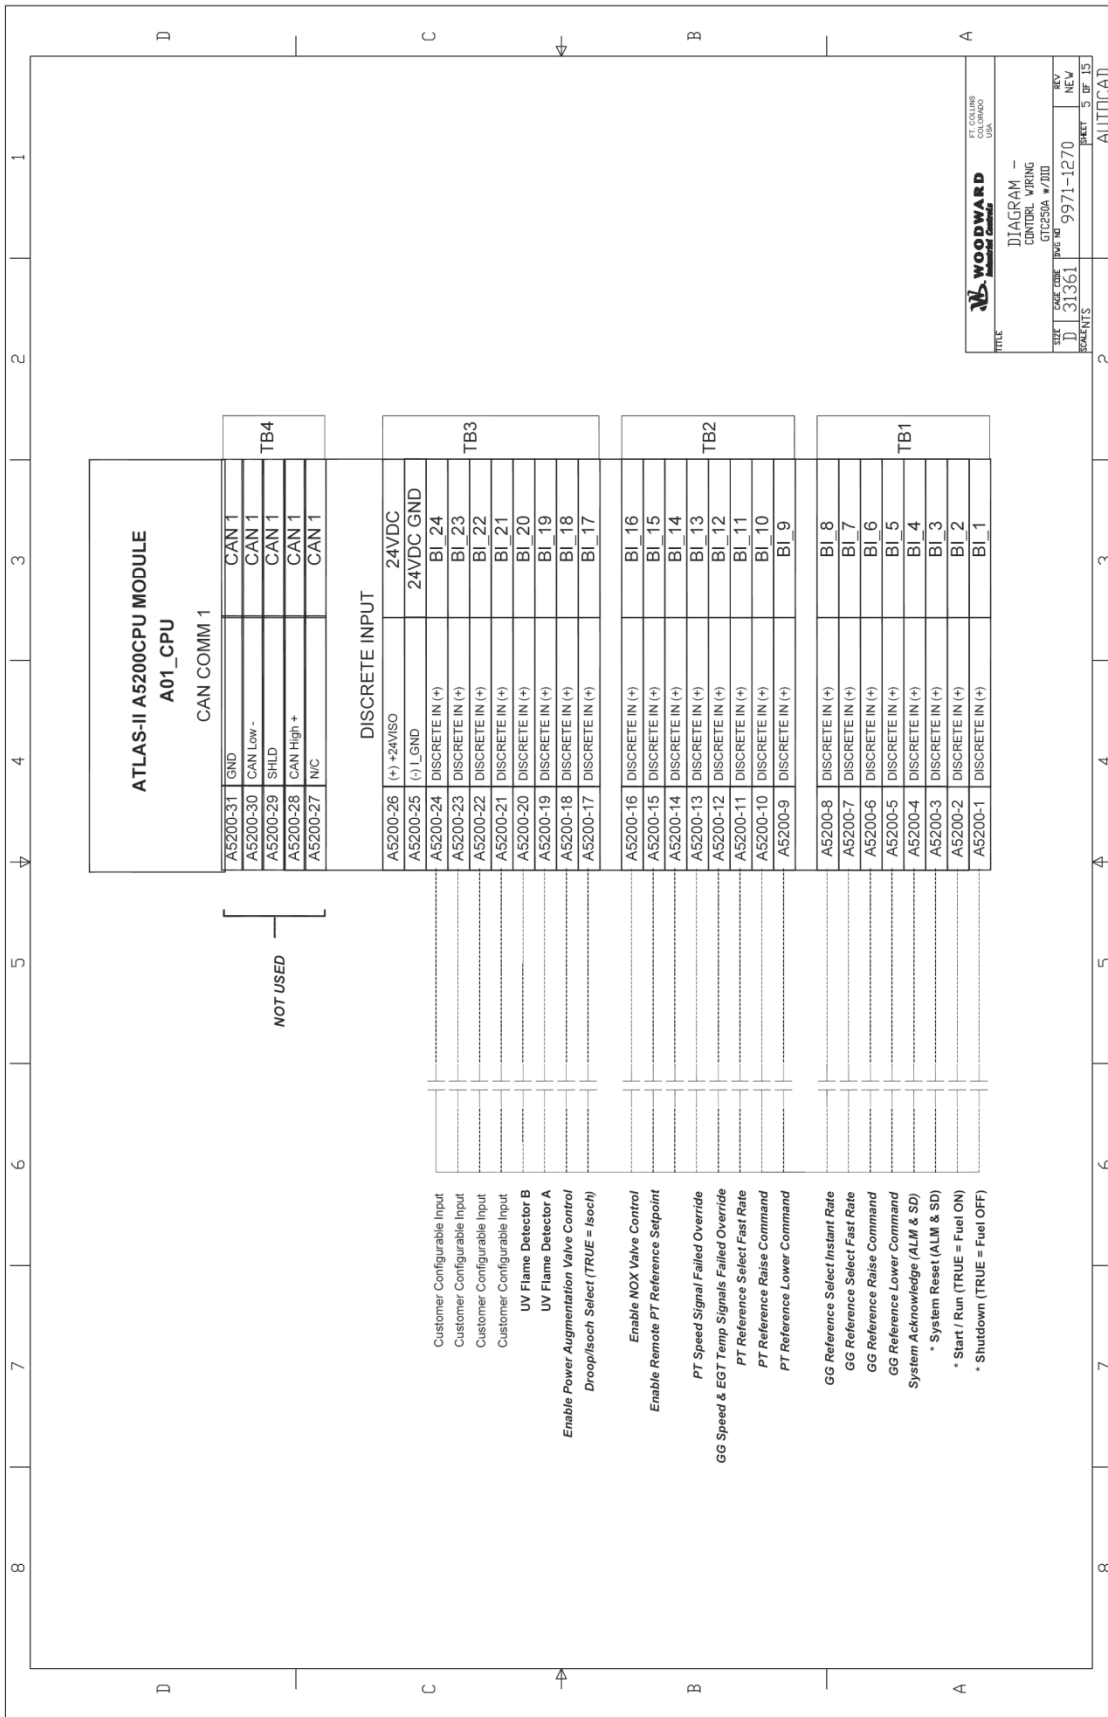 8 7 6 5 4 3 2 1
D
D
ATLAS-II A5200CPU MODULE
A01_CPU
CAN COMM 1
A5200-31 GND CAN 1
A5200-30 CAN Low - CAN 1
A5200-29 SHLD CAN 1
A5200-28 CAN High + CAN 1
A5200-27 N/C CAN 1
TB4
NOT USED
DISCRETE INPUT
C
C
A5200-26 (+) +24VISO 24VDC
A5200-25 (-) I_GND 24VDC GND
Customer Configurable Input A5200-24 DISCRETE IN (+) BI_24
Customer Configurable Input A5200-23 DISCRETE IN (+) BI_23
Customer Configurable Input A5200-22 DISCRETE IN (+) BI_22
Customer Configurable Input A5200-21 DISCRETE IN (+) BI_21
UV Flame Detector B A5200-20 DISCRETE IN (+) BI_20
UV Flame Detector A A5200-19 DISCRETE IN (+) BI_19
Enable Power Augmentation Valve Control A5200-18 DISCRETE IN (+) BI_18
Droop/Isoch Select (TRUE = Isoch) A5200-17 DISCRETE IN (+) BI_17
TB3
B
B
Enable NOX Valve Control A5200-16 DISCRETE IN (+) BI_16
Enable Remote PT Reference Setpoint A5200-15 DISCRETE IN (+) BI_15
A5200-14 DISCRETE IN (+) BI_14
PT Speed Signal Failed Override A5200-13 DISCRETE IN (+) BI_13
GG Speed & EGT Temp Signals Failed Override A5200-12 DISCRETE IN (+) BI_12
PT Reference Select Fast Rate A5200-11 DISCRETE IN (+) BI_11
PT Reference Raise Command A5200-10 DISCRETE IN (+) BI_10
PT Reference Lower Command A5200-9 DISCRETE IN (+) BI_9
TB2
A
A
GG Reference Select Instant Rate A5200-8 DISCRETE IN (+) BI_8
GG Reference Select Fast Rate A5200-7 DISCRETE IN (+) BI_7
GG Reference Raise Command A5200-6 DISCRETE IN (+) BI_6
GG Reference Lower Command A5200-5 DISCRETE IN (+) BI_5
System Acknowledge (ALM & SD) A5200-4 DISCRETE IN (+) BI_4
* System Reset (ALM & SD) A5200-3 DISCRETE IN (+) BI_3
* Start / Run (TRUE = Fuel ON) A5200-2 DISCRETE IN (+) BI_2
* Shutdown (TRUE = Fuel OFF) A5200-1 DISCRETE IN (+) BI_1
TB1
WOODWARD
Industrial Controls
FT. COLLINS
COLORADO
USA
TITLE
DIAGRAM -
CONTORL WIRING
GTC250A w/DID
SIZE D CAGE CODE 31361 DWG NO 9971-1270 REV NEW
SCALE NTS SHEET 5 OF 15
8 7 6 5 4 3 2
AUTOCAD